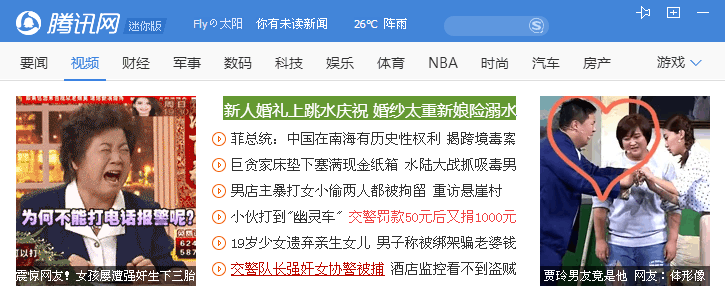 腾讯网 迷你版 Flyの太阳 你有未读新闻 26℃ 阵雨
要闻 视频 财经 军事 数码 科技 娱乐 体育 NBA 时尚 汽车 房产 游戏
新人婚礼上跳水庆祝 婚纱太重新娘险溺水
菲总统：中国在南海有历史性权利 揭跨境毒案
巨贪家床垫下塞满现金纸箱 水陆大战抓吸毒男
男店主暴打女小偷两人都被拘留 重访悬崖村
小伙打到"幽灵车" 交警罚款50元后又捐1000元
19岁少女遗弃亲生女儿 男子称被绑架骗老婆钱
交警队长强奸女协警被捕 酒店监控看不到盗贼
为何不能打电话报警呢?
震惊网友！女孩屡遭强奸生下三胎
贾玲男友竟是他 网友：体形像